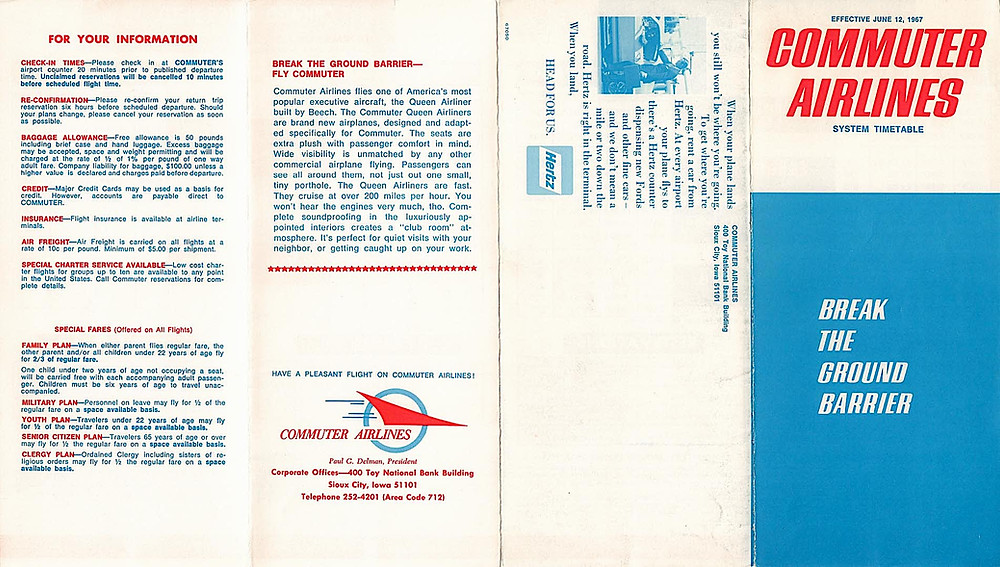 FOR YOUR INFORMATION
CHECK-IN TIMES—Please check in at COMMUTER'S
airport counter 20 minutes prior to published departure
time. Unclaimed reservations will be cancelled 10 minutes
before scheduled flight time.
RE-CONFIRMATION—Please re-confirm your return trip
reservation six hours before scheduled departure. Should
your plans change, please cancel your reservation as soon
as possible.
BAGGAGE ALLOWANCE—Free allowance is 50 pounds
including brief case and hand luggage. Excess baggage
may be accepted, space and weight permitting and will be
charged at the rate of ½ of 1% per pound of one way
adult fare. Company liability for baggage, $100.00 unless a
higher value is declared and charges paid before departure.
CREDIT—Major Credit Cards may be used as a basis for
credit. However, accounts are payable direct to
COMMUTER.
INSURANCE—Flight insurance is available at airline ter-
minals.
AIR FREIGHT—Air Freight is carried on all flights at a
rate of 10c per pound. Minimum of $5.00 per shipment.
SPECIAL CHARTER SERVICE AVAILABLE—Low cost char-
ter flights for groups up to ten are available to any point
in the United States. Call Commuter reservations for com-
plete details.
SPECIAL FARES (Offered on All Flights)
FAMILY PLAN—When either parent flies regular fare, the
other parent and/or all children under 22 years of age fly
for 2/3 of regular fare.
One child under two years of age not occupying a seat,
will be carried free with each accompanying adult passen-
ger. Children must be six years of age to travel unac-
companied.
MILITARY PLAN—Personnel on leave may fly for ½ of the
regular fare on a space available basis.
YOUTH PLAN—Travelers under 22 years of age may fly
for ½ of the regular fare on a space available basis.
SENIOR CITIZEN PLAN—Travelers 65 years of age or over
may fly for ½ the regular fare on a space available basis.
CLERGY PLAN—Ordained Clergy including sisters of re-
ligious orders may fly for ½ the regular fare on a space
available basis.
BREAK THE GROUND BARRIER—
FLY COMMUTER
Commuter Airlines flies one of America's most
popular executive aircraft, the Queen Airliner
built by Beech. The Commuter Queen Airliners
are brand new airplanes, designed and adapt-
ed specifically for Commuter. The seats are
extra plush with passenger comfort in mind.
Wide visibility is unmatched by any other
commercial airplane flying. Passengers can
see all around them, not just out one small,
tiny porthole. The Queen Airliners are fast.
They cruise at over 200 miles per hour. You
won't hear the engines very much, tho. Com-
plete soundproofing in the luxuriously ap-
pointed interiors creates a "club room" at-
mosphere. It's perfect for quiet visits with your
neighbor, or getting caught up on your work.
HAVE A PLEASANT FLIGHT ON COMMUTER AIRLINES!
COMMUTER AIRLINES
Paul G. Delman, President
Corporate Offices—400 Toy National Bank Building
Sioux City, Iowa 51101
Telephone 252-4201 (Area Code 712)
67050
When your plane lands
you still won't be where you're going.
To get where you're
going, rent a car from
Hertz. At every airport
your plane flys to
there's a Hertz counter
dispensing new Fords
and other fine cars –
and we don't mean a
mile or two down the
road. Hertz is right in the terminal.
When you land,
HEAD FOR US.
Hertz
COMMUTER AIRLINES
400 Toy National Bank Building
Sioux City, Iowa 51101
EFFECTIVE JUNE 12, 1967
COMMUTER
AIRLINES
SYSTEM TIMETABLE
BREAK
THE
GROUND
BARRIER